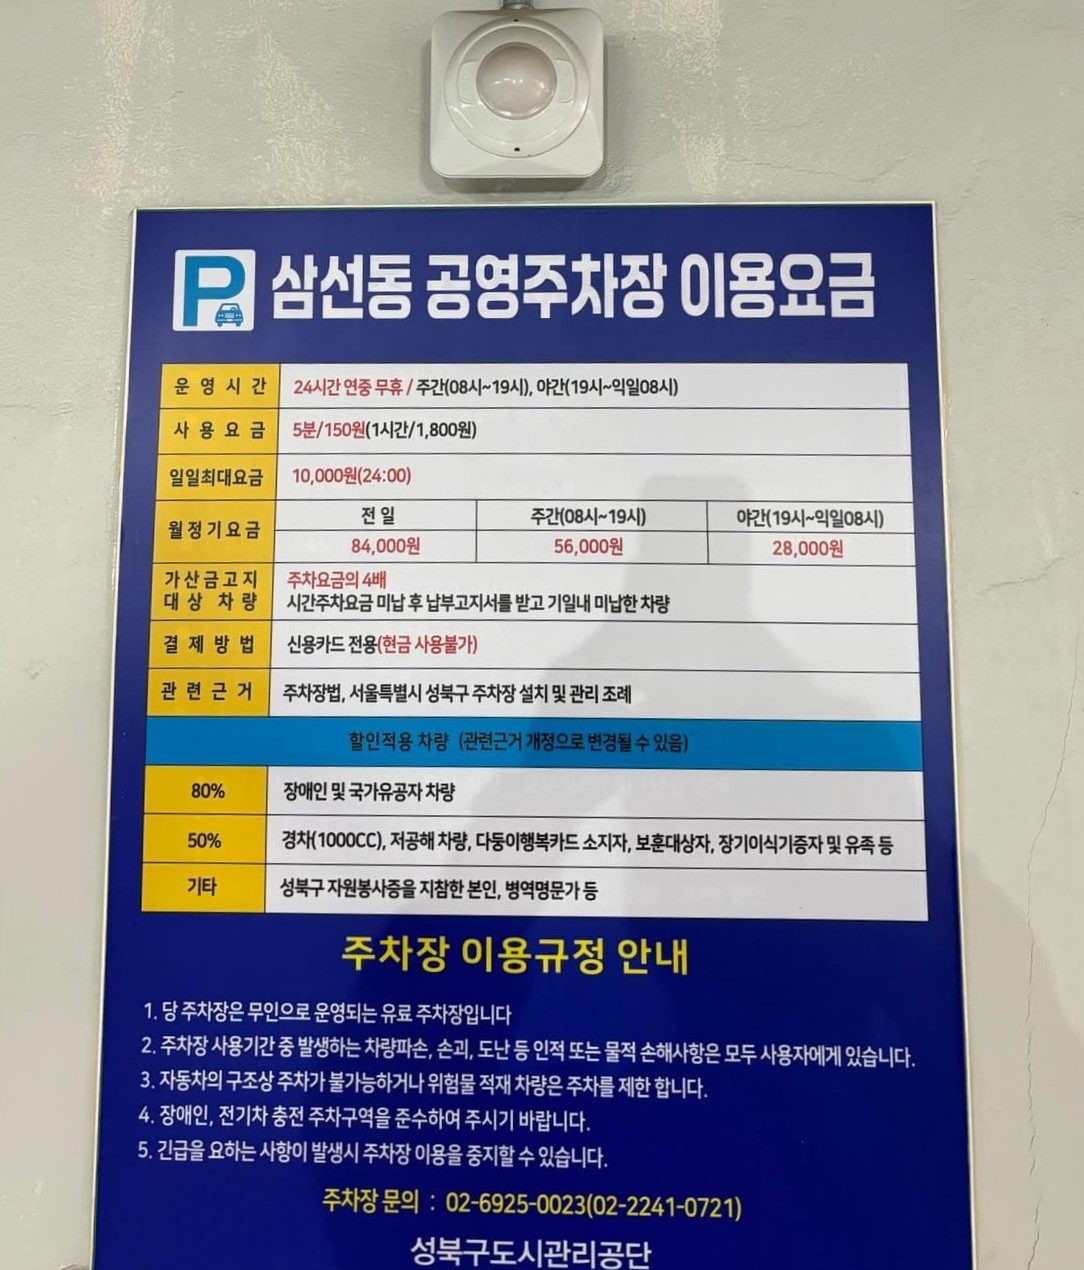 P 삼선동 공영주차장 이용요금
운영시간 24시간 연중 무휴 / 주간(08시~19시), 야간(19시~익일08시)
사용요금 5분/150원(1시간/1,800원)
일일최대요금 10,000원(24:00)
월정기요금 전일 주간(08시~19시) 야간(19시~익일08시)
84,000원 56,000원 28,000원
가산금고지 주차요금의 4배
대상 차량 시간주차요금 미납 후 납부고지서를 받고 기일내 미납한 차량
결제방법 신용카드 전용(현금 사용불가)
관련근거 주차장법, 서울특별시 성북구 주차장 설치 및 관리 조례
할인적용 차량 (관련근거 개정으로 변경될 수 있음)
80% 장애인 및 국가유공자 차량
50% 경차(1000CC), 저공해 차량, 다둥이행복카드 소지자, 보훈대상자, 장기이식기증자 및 유족 등
기타 성북구 자원봉사증을 지참한 본인, 병역명문가 등
주차장 이용규정 안내
1. 당 주차장은 무인으로 운영되는 유료 주차장입니다
2. 주차장 사용기간 중 발생하는 차량파손, 손괴, 도난 등 인적 또는 물적 손해사항은 모두 사용자에게 있습니다.
3. 자동차의 구조상 주차가 불가능하거나 위험물 적재 차량은 주차를 제한 합니다.
4. 장애인, 전기차 충전 주차구역을 준수하여 주시기 바랍니다.
5. 긴급을 요하는 사항이 발생시 주차장 이용을 중지할 수 있습니다.
주차장 문의 : 02-6925-0023(02-2241-0721)
성북구도시관리공단